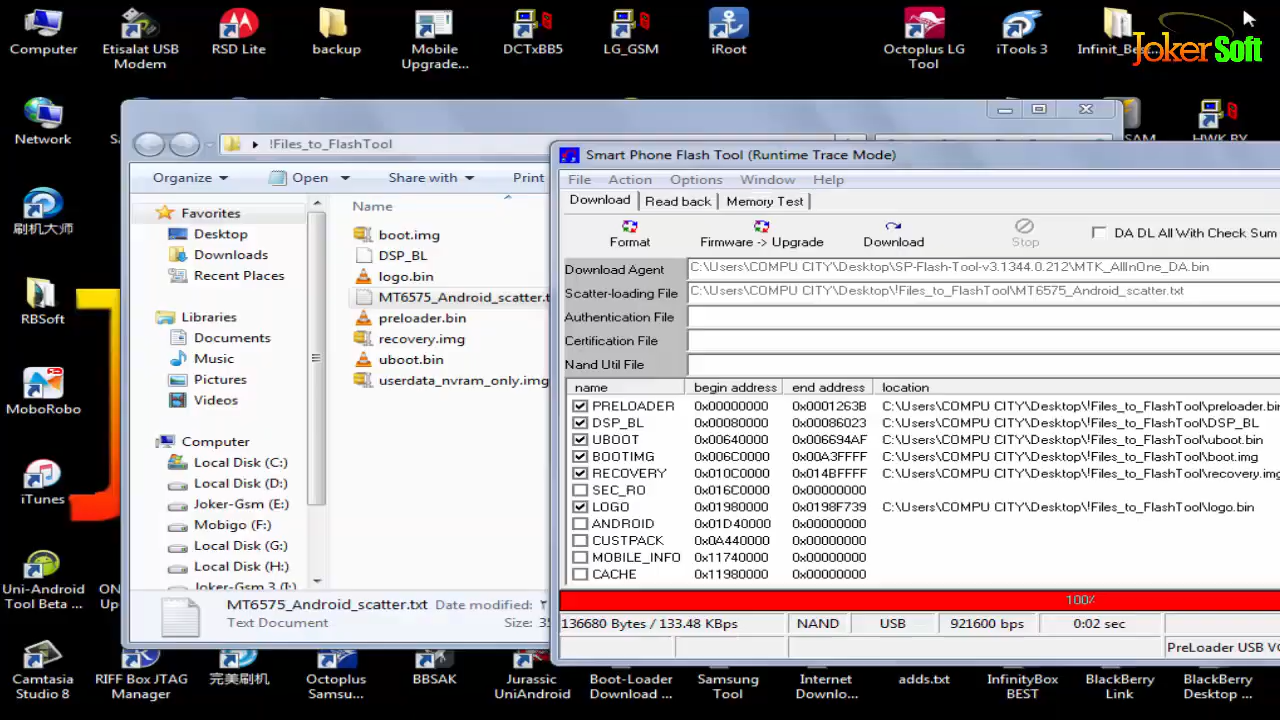 Computer
Etisalat USB
Modem
RSD Lite
backup
Mobile
Upgrade...
DCTxBB5
LG_GSM
iRoot
Octoplus LG
Tool
iTools 3
Infinit_Bes...
JokerSoft
Network
SAM
HWK BY
!Files_to_FlashTool
Organize
Open
Share with
Print
Name
Favorites
Desktop
Downloads
Recent Places
Libraries
Documents
Music
Pictures
Videos
Computer
Local Disk (C:)
Local Disk (D:)
Joker-Gsm (E:)
Mobigo (F:)
Local Disk (G:)
Local Disk (H:)
Joker-Gsm 3 (I:)
boot.img
DSP_BL
logo.bin
MT6575_Android_scatter.t
preloader.bin
recovery.img
uboot.bin
userdata_nvram_only.img
MT6575_Android_scatter.txt
Date modified:
Text Document
Size:
Smart Phone Flash Tool (Runtime Trace Mode)
File Action Options Window Help
Download Read back Memory Test
Format
Firmware -> Upgrade
Download
Stop
DA DL All With Check Sum
Download Agent C:\Users\COMPU CITY\Desktop\SP-Flash-Tool-v3.1344.0.212\MTK_AllInOne_DA.bin
Scatter-loading File C:\Users\COMPU CITY\Desktop\!Files_to_FlashTool\MT6575_Android_scatter.txt
Authentication File
Certification File
Nand Util File
name begin address end address location
PRELOADER 0x00000000 0x0001263B C:\Users\COMPU CITY\Desktop\!Files_to_FlashTool\preloader.bin
DSP_BL 0x00080000 0x00086023 C:\Users\COMPU CITY\Desktop\!Files_to_FlashTool\DSP_BL
UBOOT 0x00640000 0x006694AF C:\Users\COMPU CITY\Desktop\!Files_to_FlashTool\uboot.bin
BOOTIMG 0x006C0000 0x00A3FFFF C:\Users\COMPU CITY\Desktop\!Files_to_FlashTool\boot.img
RECOVERY 0x010C0000 0x014BFFFF C:\Users\COMPU CITY\Desktop\!Files_to_FlashTool\recovery.img
SEC_RO 0x016C0000 0x00000000
LOGO 0x01980000 0x0198F739 C:\Users\COMPU CITY\Desktop\!Files_to_FlashTool\logo.bin
ANDROID 0x01D40000 0x00000000
CUSTPACK 0x0A440000 0x00000000
MOBILE_INFO 0x11740000 0x00000000
CACHE 0x11980000 0x00000000
100%
136680 Bytes / 133.48 KBps NAND USB 921600 bps 0:02 sec
PreLoader USB VC
刷机大师
RBSoft
MoboRobo
iTunes
Uni-Android
Tool Beta ...
Camtasia
Studio 8
RIFF Box JTAG
Manager
完美刷机
Octoplus
Samsu...
BBSAK
Jurassic
UniAndroid
Boot-Loader
Download ...
Samsung
Tool
Internet
Downlo...
adds.txt
InfinityBox
BEST
BlackBerry
Link
BlackBerry
Desktop ...